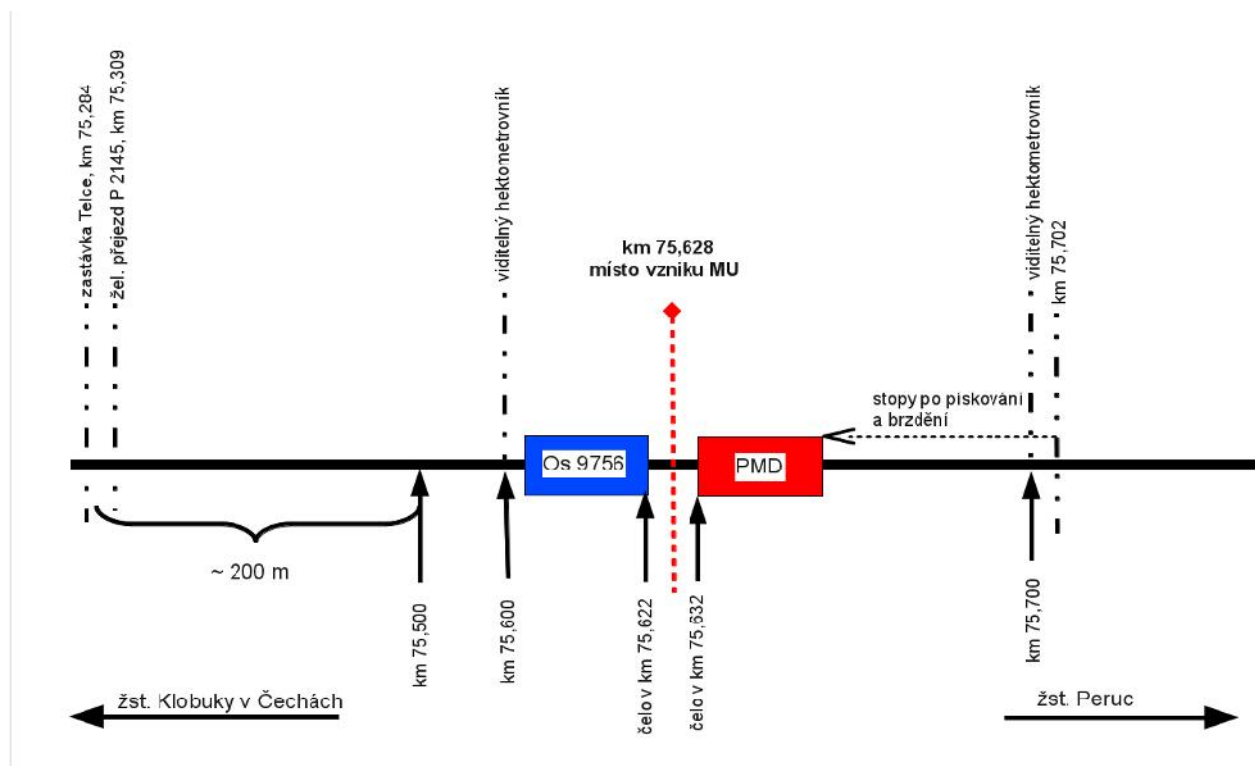 zastávka Telce, km 75,284
žel. přejezd P 2145, km 75,309
viditelný hektometrovník
km 75,628
místo vzniku MU
viditelný hektometrovník
km 75,702
stopy po pískování
a brzdění
Os 9756
PMD
~ 200 m
km 75,500
km 75,600
čelo v km 75,622
čelo v km 75,632
km 75,700
žst. Klobuky v Čechách
žst. Peruc